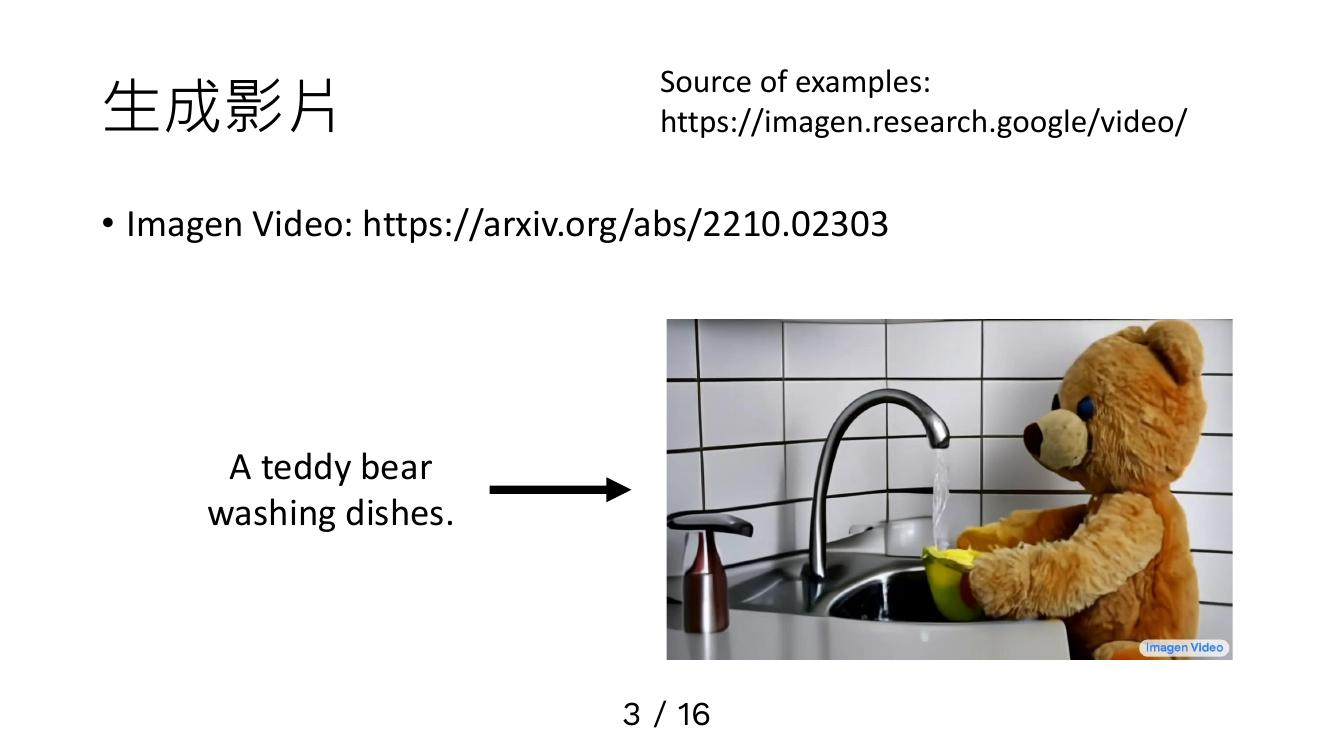 生成影片
Source of examples:
https://imagen.research.google/video/
• Imagen Video: https://arxiv.org/abs/2210.02303
A teddy bear
washing dishes.
Imagen Video
3 / 16